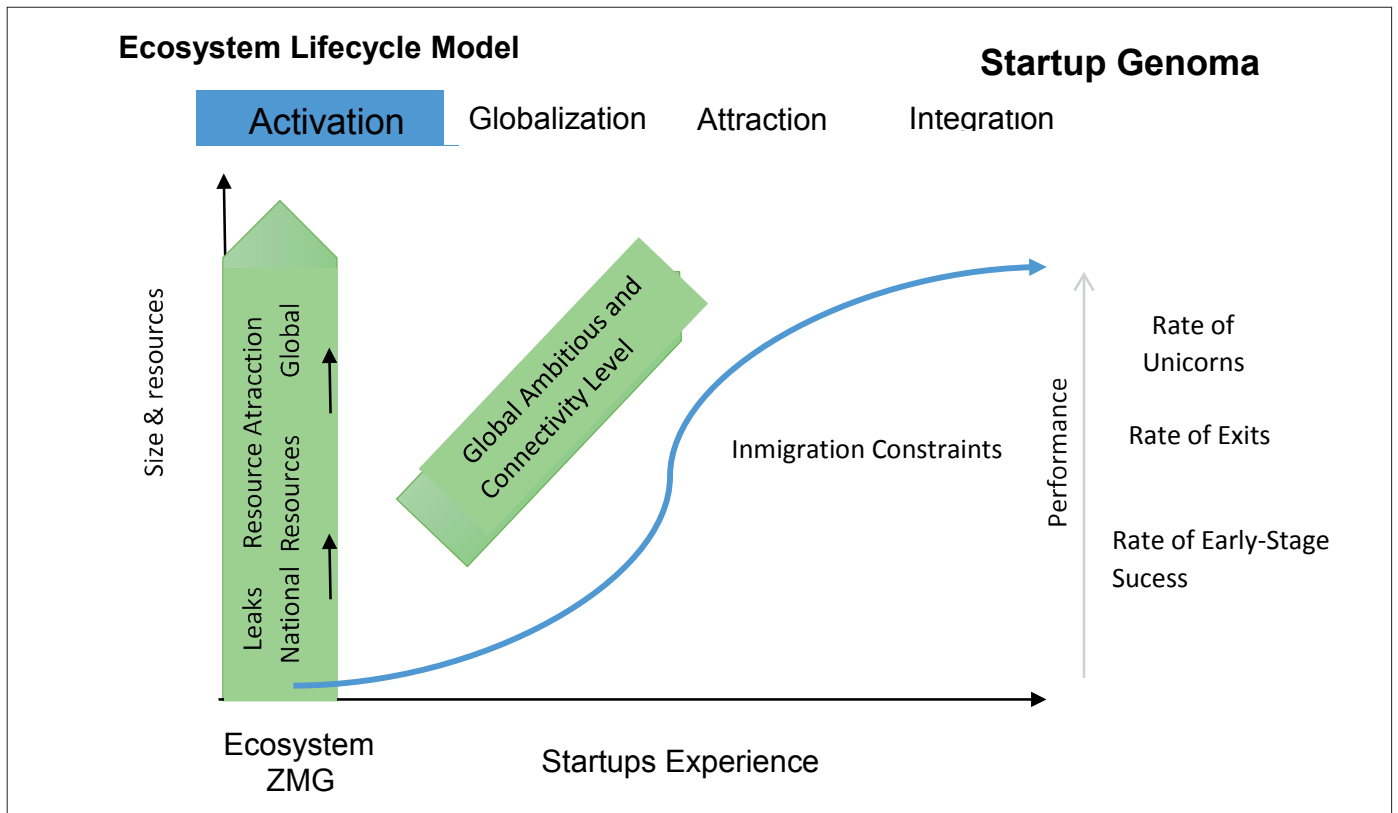 Ecosystem Lifecycle Model
Startup Genoma
Activation
Globalization
Attraction
Integration
Size & resources
Leaks Resource Atracction
National Resources Global
Global Ambitious and
Connectivity Level
Inmigration Constraints
Performance
Rate of
Unicorns
Rate of Exits
Rate of Early-Stage
Sucess
Ecosystem
ZMG
Startups Experience